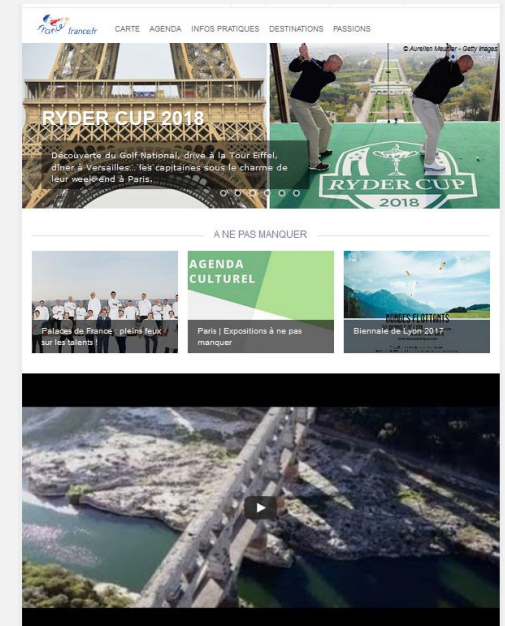 France france.fr CARTE AGENDA INFOS PRATIQUES DESTINATIONS PASSIONS
© Aurelien Meunier - Getty Images
RYDER CUP 2018
Découverte du Golf National, drive à la Tour Eiffel,
dîner à Versailles... les capitaines sous le charme de
leur week-end à Paris.
RYDER CUP
2018
A NE PAS MANQUER
Palaces de France : pleins feux
sur les talents !
AGENDA
CULTUREL
Paris | Expositions à ne pas
manquer
MONDES FLOTTANTS
Biennale de Lyon 2017